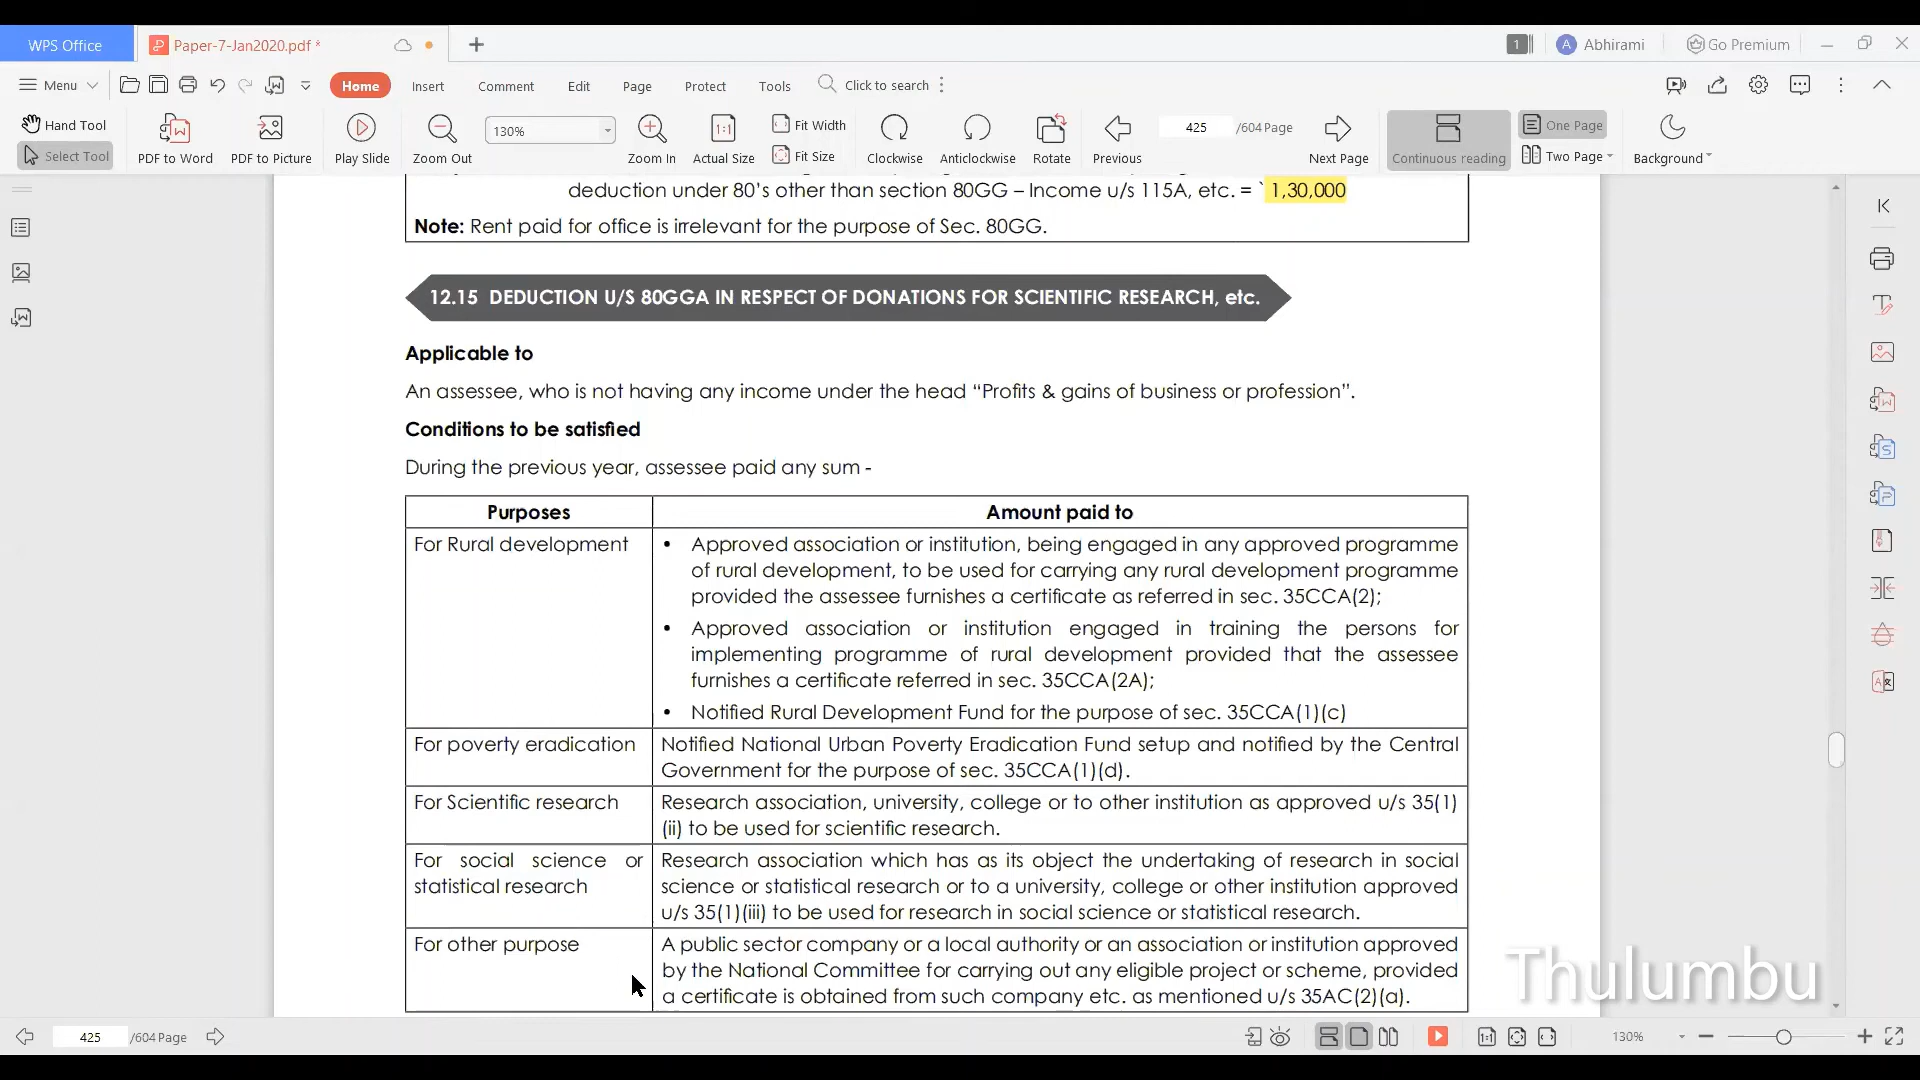 WPS Office
Paper-7-Jan2020.pdf *
1
A Abhirami
Go Premium
Menu
Home
Insert
Comment
Edit
Page
Protect
Tools
Click to search
Hand Tool
Select Tool
PDF to Word
PDF to Picture
Play Slide
Zoom Out
130%
Zoom In
1:1
Actual Size
Fit Width
Fit Size
Clockwise
Anticlockwise
Rotate
Previous
425 /604 Page
Next Page
Continuous reading
One Page
Two Page
Background
deduction under 80's other than section 80GG – Income u/s 115A, etc. = ` 1,30,000
Note: Rent paid for office is irrelevant for the purpose of Sec. 80GG.
12.15 DEDUCTION U/S 80GGA IN RESPECT OF DONATIONS FOR SCIENTIFIC RESEARCH, etc.
Applicable to
An assessee, who is not having any income under the head “Profits & gains of business or profession”.
Conditions to be satisfied
During the previous year, assessee paid any sum -
Purposes
Amount paid to
For Rural development
• Approved association or institution, being engaged in any approved programme
of rural development, to be used for carrying any rural development programme
provided the assessee furnishes a certificate as referred in sec. 35CCA(2);
• Approved association or institution engaged in training the persons for
implementing programme of rural development provided that the assessee
furnishes a certificate referred in sec. 35CCA(2A);
• Notified Rural Development Fund for the purpose of sec. 35CCA(1)(c)
For poverty eradication
Notified National Urban Poverty Eradication Fund setup and notified by the Central
Government for the purpose of sec. 35CCA(1)(d).
For Scientific research
Research association, university, college or to other institution as approved u/s 35(1)
(ii) to be used for scientific research.
For social science or
statistical research
Research association which has as its object the undertaking of research in social
science or statistical research or to a university, college or other institution approved
u/s 35(1)(iii) to be used for research in social science or statistical research.
For other purpose
A public sector company or a local authority or an association or institution approved
by the National Committee for carrying out any eligible project or scheme, provided
a certificate is obtained from such company etc. as mentioned u/s 35AC(2)(a).
Thulumbu
425 /604 Page
1:1
130%